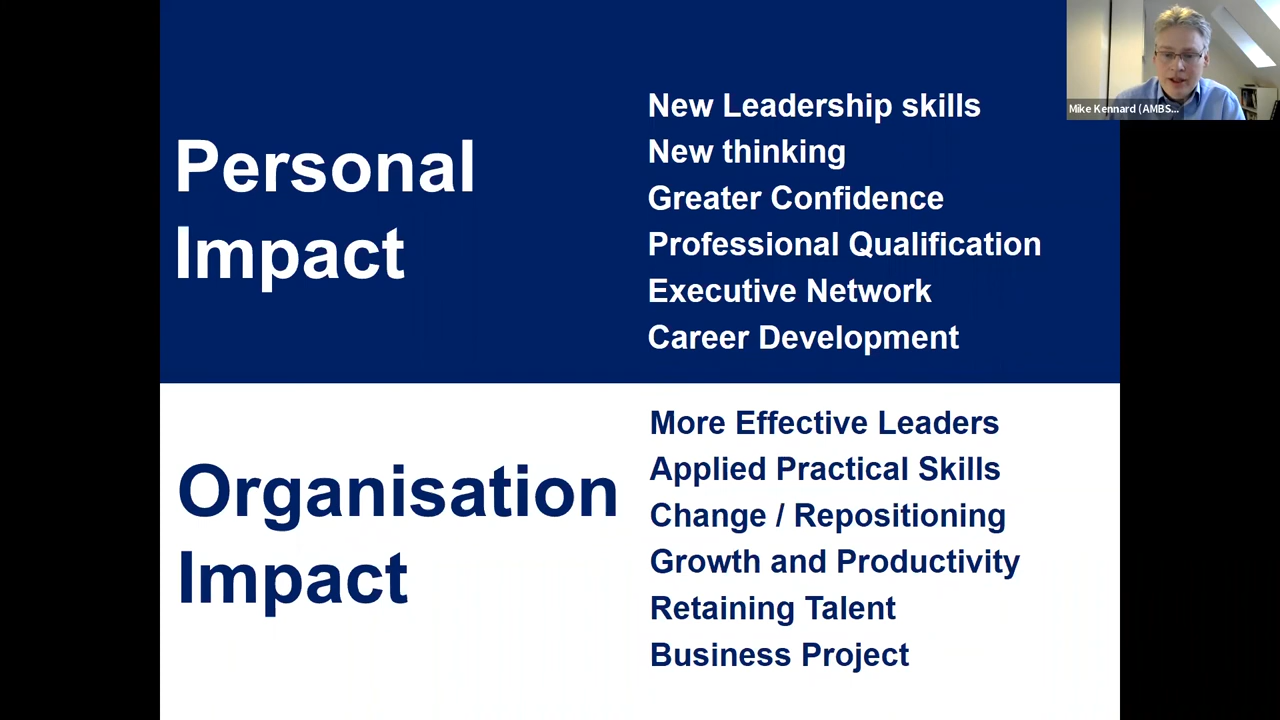 Personal
Impact
New Leadership skills
New thinking
Greater Confidence
Professional Qualification
Executive Network
Career Development
Organisation
Impact
More Effective Leaders
Applied Practical Skills
Change / Repositioning
Growth and Productivity
Retaining Talent
Business Project
Mike Kennard (AMBS...